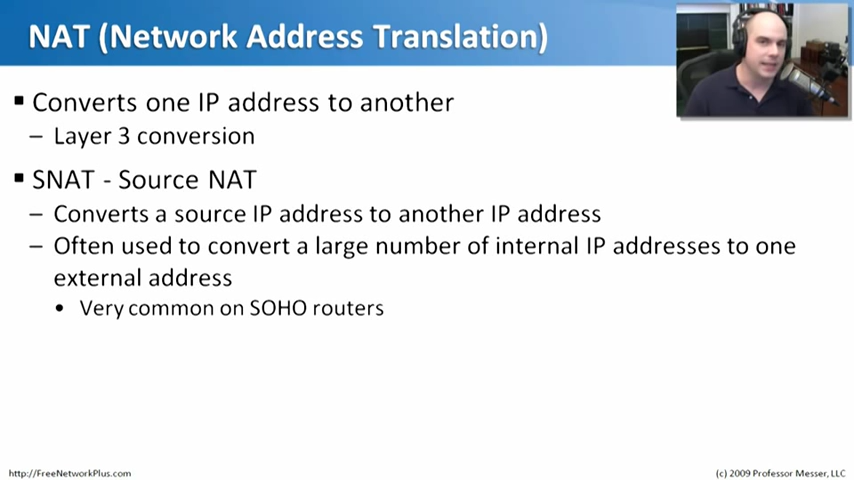 NAT (Network Address Translation)
▪ Converts one IP address to another
– Layer 3 conversion
▪ SNAT - Source NAT
– Converts a source IP address to another IP address
– Often used to convert a large number of internal IP addresses to one
external address
• Very common on SOHO routers
http://FreeNetworkPlus.com
(c) 2009 Professor Messer, LLC